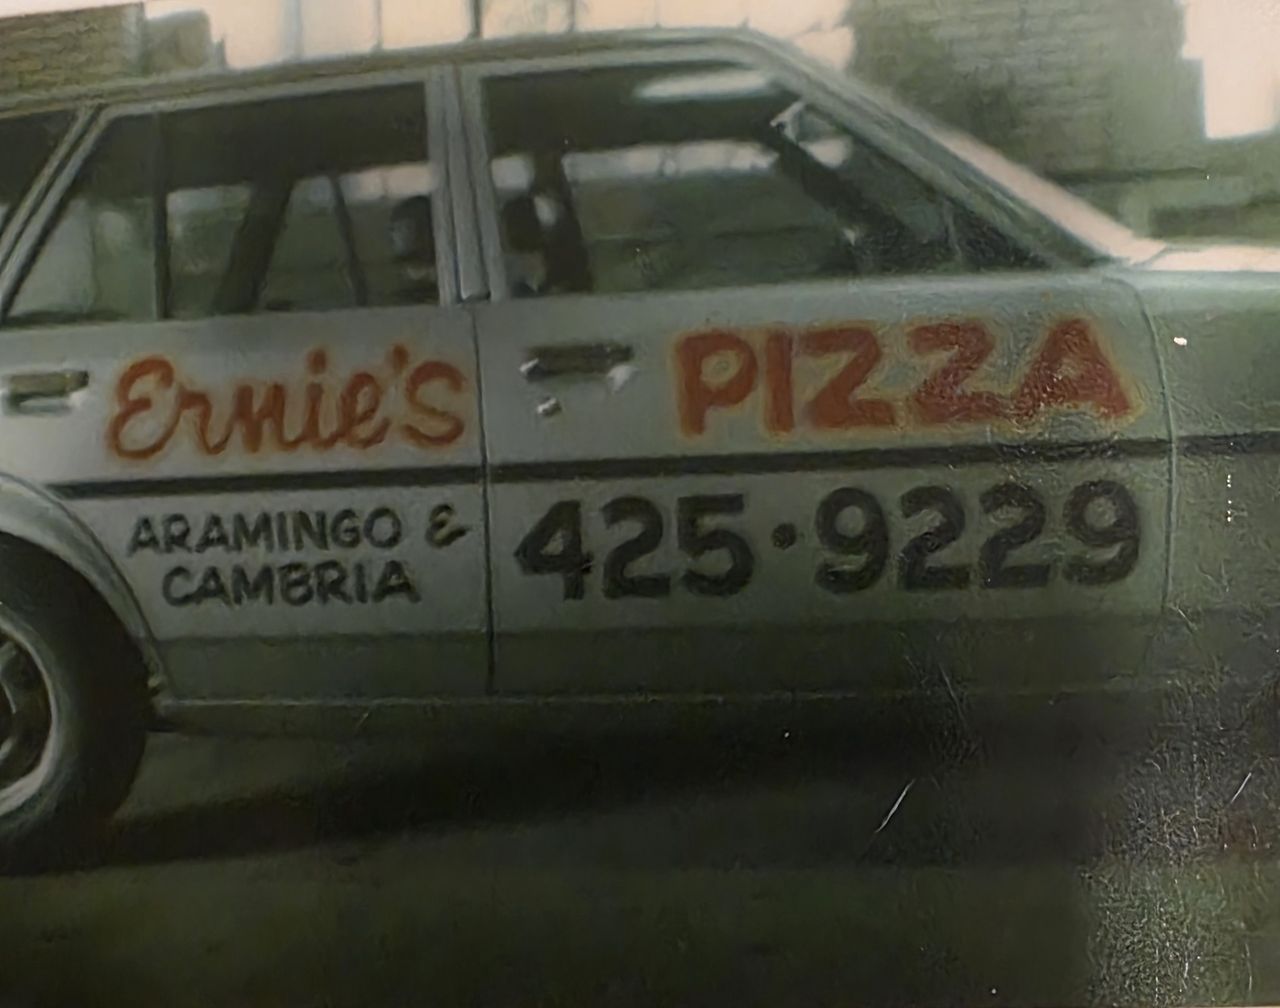 Ernie's PIZZA
ARAMINGO &
CAMBRIA
425·9229